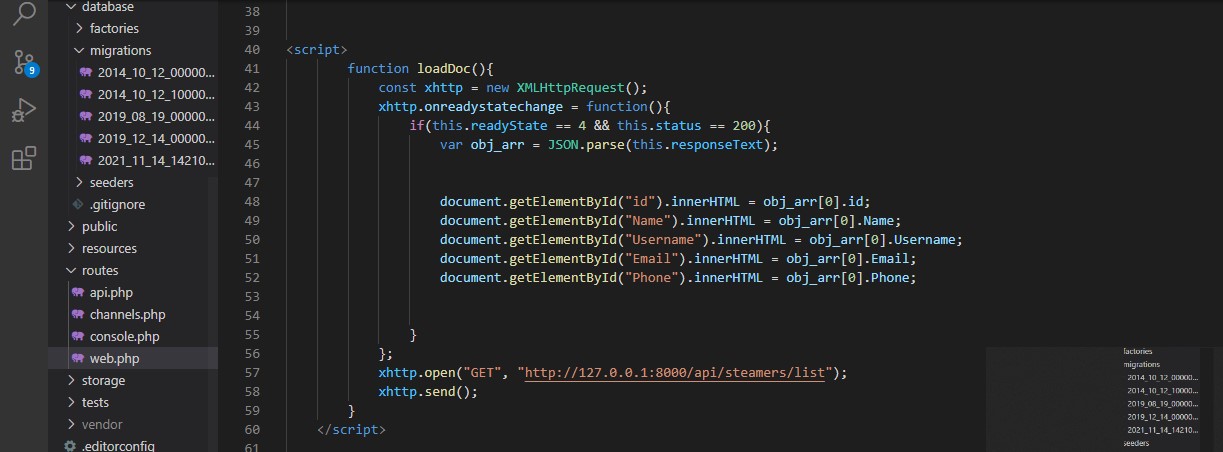 database
factories
migrations
2014_10_12_00000...
2014_10_12_10000...
2019_08_19_00000...
2019_12_14_00000...
2021_11_14_14210...
seeders
.gitignore
public
resources
routes
api.php
channels.php
console.php
web.php
storage
tests
vendor
.editorconfig
9
38
39
40 <script>
41 function loadDoc(){
42 const xhttp = new XMLHttpRequest();
43 xhttp.onreadystatechange = function(){
44 if(this.readyState == 4 && this.status == 200){
45 var obj_arr = JSON.parse(this.responseText);
46
47
48 document.getElementById("id").innerHTML = obj_arr[0].id;
49 document.getElementById("Name").innerHTML = obj_arr[0].Name;
50 document.getElementById("Username").innerHTML = obj_arr[0].Username;
51 document.getElementById("Email").innerHTML = obj_arr[0].Email;
52 document.getElementById("Phone").innerHTML = obj_arr[0].Phone;
53
54
55 }
56 };
57 xhttp.open("GET", "http://127.0.0.1:8000/api/steamers/list");
58 xhttp.send();
59 }
60 </script>
61
factories
migrations
2014_10_12_00000...
2014_10_12_10000...
2019_08_19_00000...
2019_12_14_00000...
2021_11_14_14210...
seeders